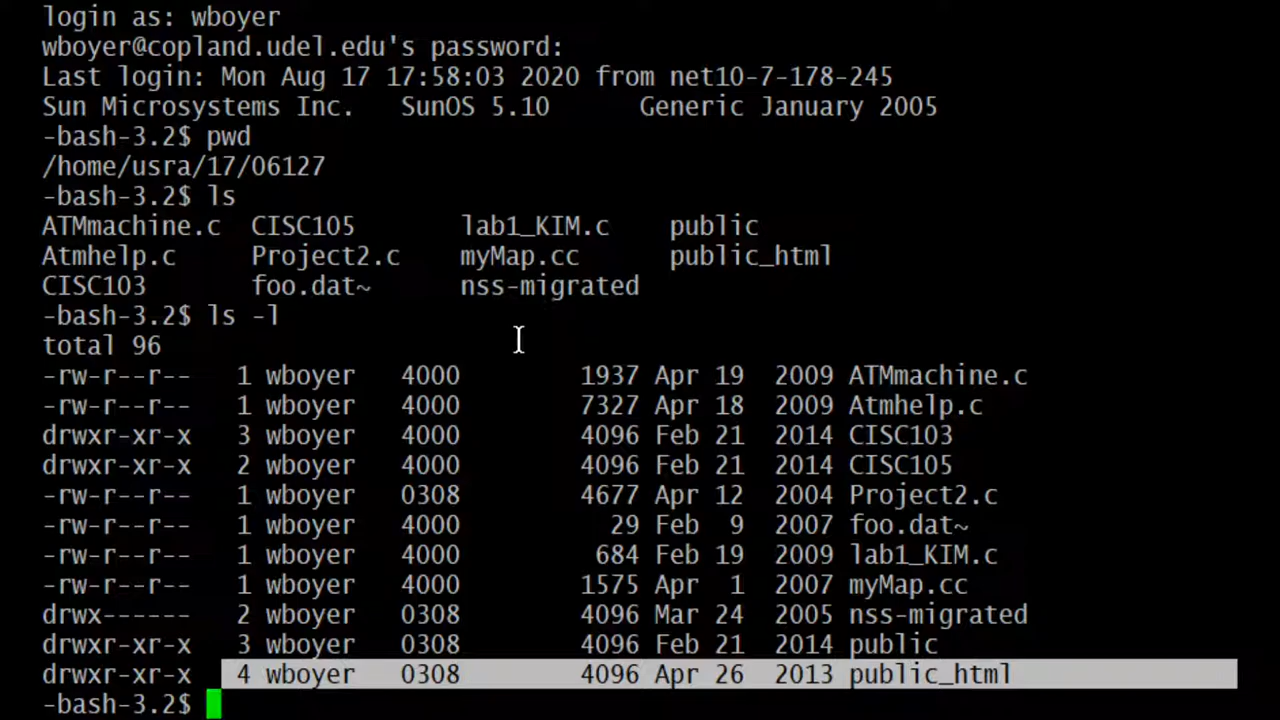 login as: wboyer
wboyer@copland.udel.edu's password:
Last login: Mon Aug 17 17:58:03 2020 from net10-7-178-245
Sun Microsystems Inc.   SunOS 5.10      Generic January 2005
-bash-3.2$ pwd
/home/usra/17/06127
-bash-3.2$ ls
ATMmachine.c  CISC105       lab1_KIM.c    public
Atmhelp.c     Project2.c    myMap.cc      public_html
CISC103       foo.dat~      nss-migrated
-bash-3.2$ ls -l
total 96
-rw-r--r--   1 wboyer   4000        1937 Apr 19  2009 ATMmachine.c
-rw-r--r--   1 wboyer   4000        7327 Apr 18  2009 Atmhelp.c
drwxr-xr-x   3 wboyer   4000        4096 Feb 21  2014 CISC103
drwxr-xr-x   2 wboyer   4000        4096 Feb 21  2014 CISC105
-rw-r--r--   1 wboyer   0308        4677 Apr 12  2004 Project2.c
-rw-r--r--   1 wboyer   4000          29 Feb  9  2007 foo.dat~
-rw-r--r--   1 wboyer   4000         684 Feb 19  2009 lab1_KIM.c
-rw-r--r--   1 wboyer   4000        1575 Apr  1  2007 myMap.cc
drwx------   2 wboyer   0308        4096 Mar 24  2005 nss-migrated
drwxr-xr-x   3 wboyer   0308        4096 Feb 21  2014 public
drwxr-xr-x   4 wboyer   0308        4096 Apr 26  2013 public_html
-bash-3.2$